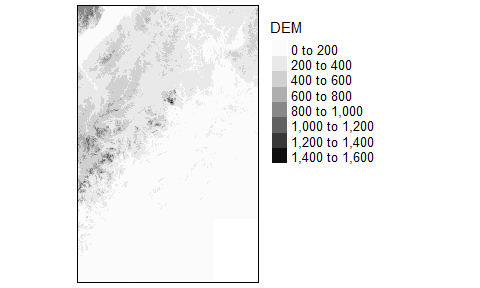 DEM
0 to 200
200 to 400
400 to 600
600 to 800
800 to 1,000
1,000 to 1,200
1,200 to 1,400
1,400 to 1,600